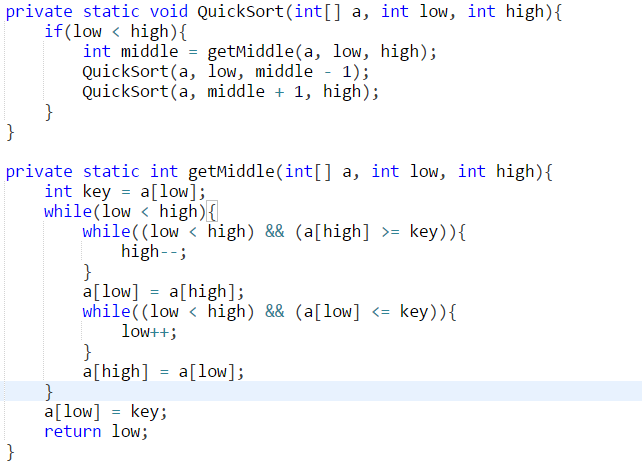 private static void QuickSort(int[] a, int low, int high){
    if(low < high){
        int middle = getMiddle(a, low, high);
        QuickSort(a, low, middle - 1);
        QuickSort(a, middle + 1, high);
    }
}

private static int getMiddle(int[] a, int low, int high){
    int key = a[low];
    while(low < high){
        while((low < high) && (a[high] >= key)){
            high--;
        }
        a[low] = a[high];
        while((low < high) && (a[low] <= key)){
            low++;
        }
        a[high] = a[low];
    }
    a[low] = key;
    return low;
}